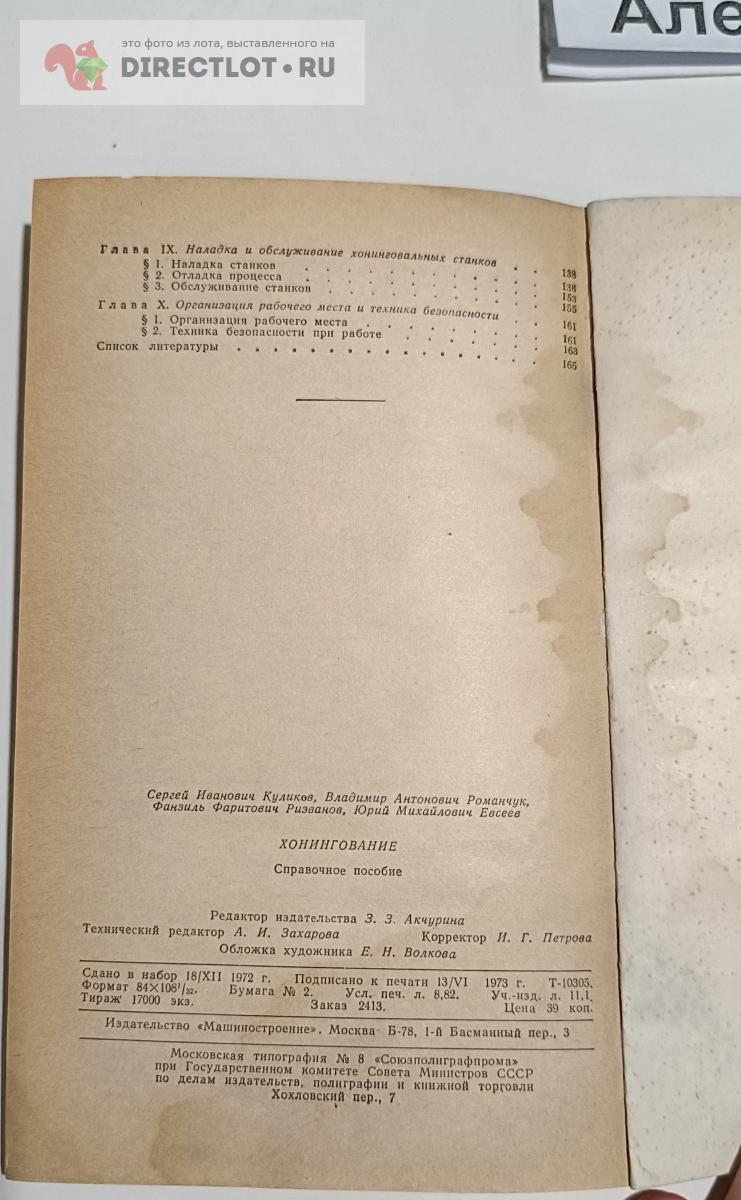 это фото из лота, выставленного на
DIRECTLOT.RU
Але
Глава IX. Наладка и обслуживание хонинговальных станков . . 138
§ 1. Наладка станков . . . . . . . . . . 138
§ 2. Отладка процесса . . . . . . . . . . 153
§ 3. Обслуживание станков . . . . . . . . . 155
Глава X. Организация рабочего места и техника безопасности . . 161
§ 1. Организация рабочего места . . . . . . . . 161
§ 2. Техника безопасности при работе . . . . . . 163
Список литературы . . . . . . . . . . . . . . 165
Сергей Иванович Куликов, Владимир Антонович Романчук,
Фанзиль Фаритович Ризванов, Юрий Михайлович Евсеев
ХОНИНГОВАНИЕ
Справочное пособие
Редактор издательства З. З. Акчурина
Технический редактор А. И. Захарова Корректор И. Г. Петрова
Обложка художника Е. Н. Волкова
Сдано в набор 18/XII 1972 г. Подписано к печати 13/VI 1973 г. Т-10305.
Формат 84×108¹/₃₂. Бумага № 2. Усл. печ. л. 8,82. Уч.-изд. л. 11,1.
Тираж 17000 экз. Заказ 2413. Цена 39 коп.
Издательство «Машиностроение». Москва Б-78, 1-й Басманный пер., 3
Московская типография № 8 «Союзполиграфпрома»
при Государственном комитете Совета Министров СССР
по делам издательств, полиграфии и книжной торговли
Хохловский пер., 7